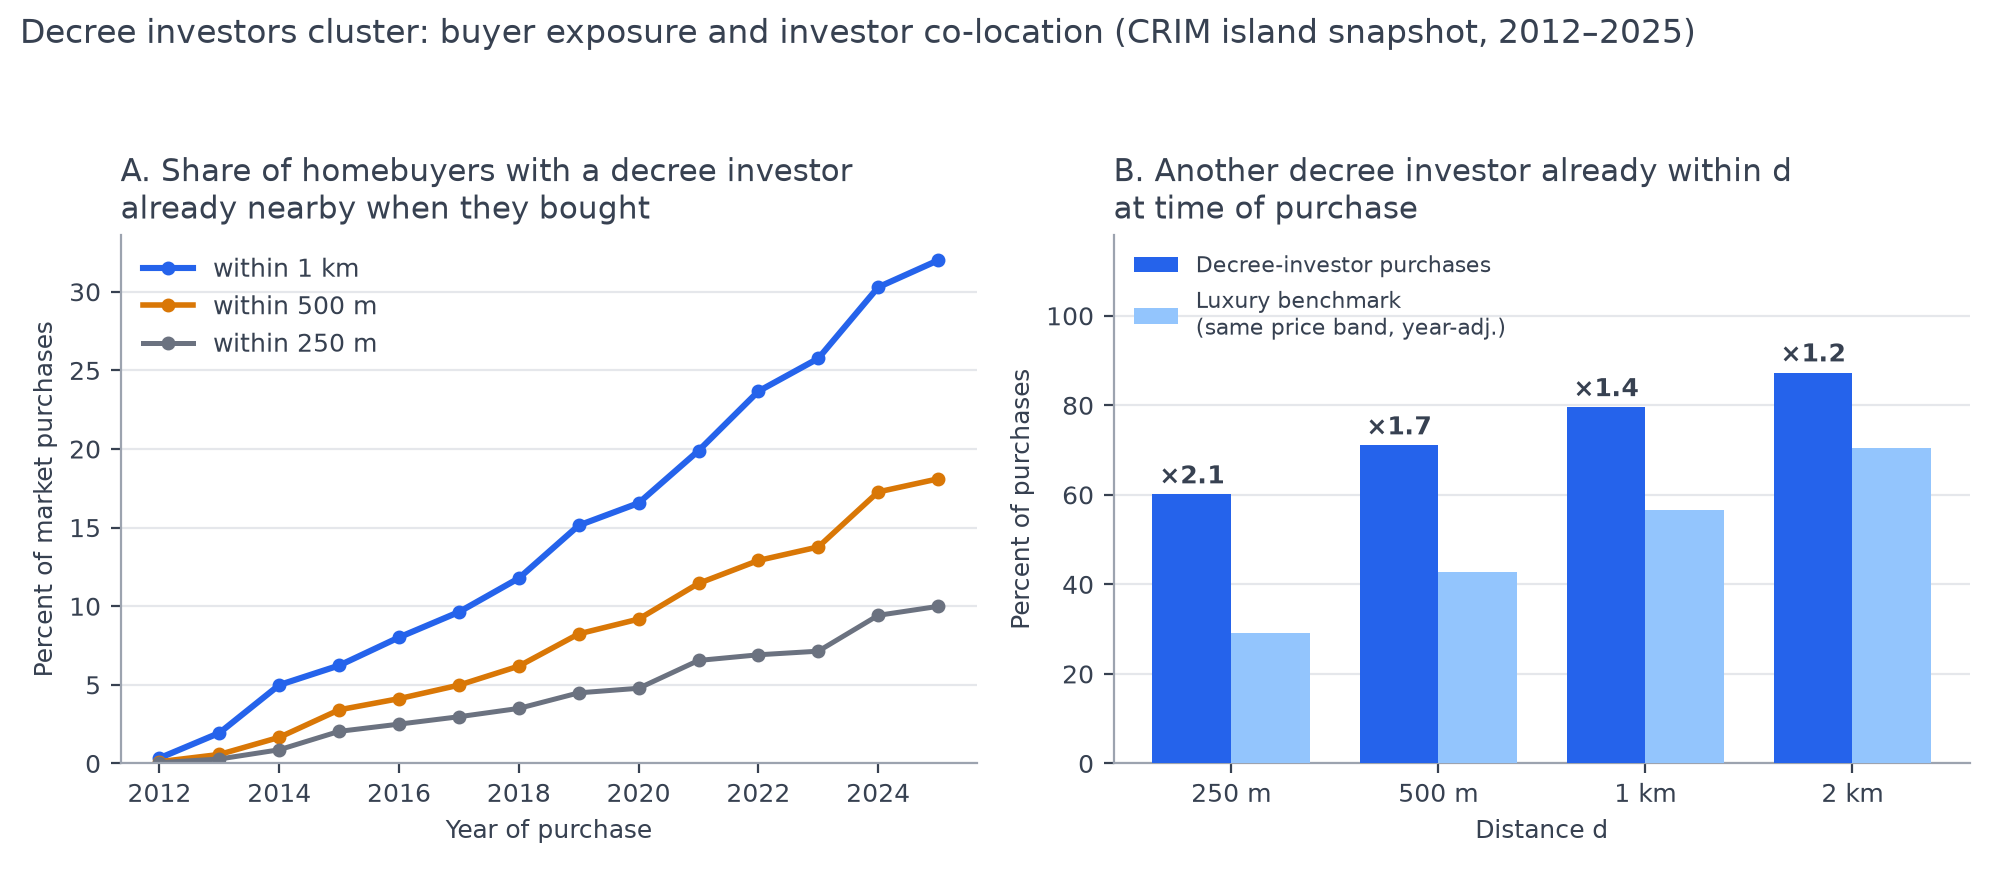 Decree investors cluster: buyer exposure and investor co-location (CRIM island snapshot, 2012–2025)
A. Share of homebuyers with a decree investor
already nearby when they bought
within 1 km
within 500 m
within 250 m
Percent of market purchases
30
25
20
15
10
5
0
2012
2014
2016
2018
2020
2022
2024
Year of purchase
B. Another decree investor already within d
at time of purchase
Decree-investor purchases
Luxury benchmark
(same price band, year-adj.)
Percent of purchases
100
80
60
40
20
0
×2.1
×1.7
×1.4
×1.2
250 m
500 m
1 km
2 km
Distance d